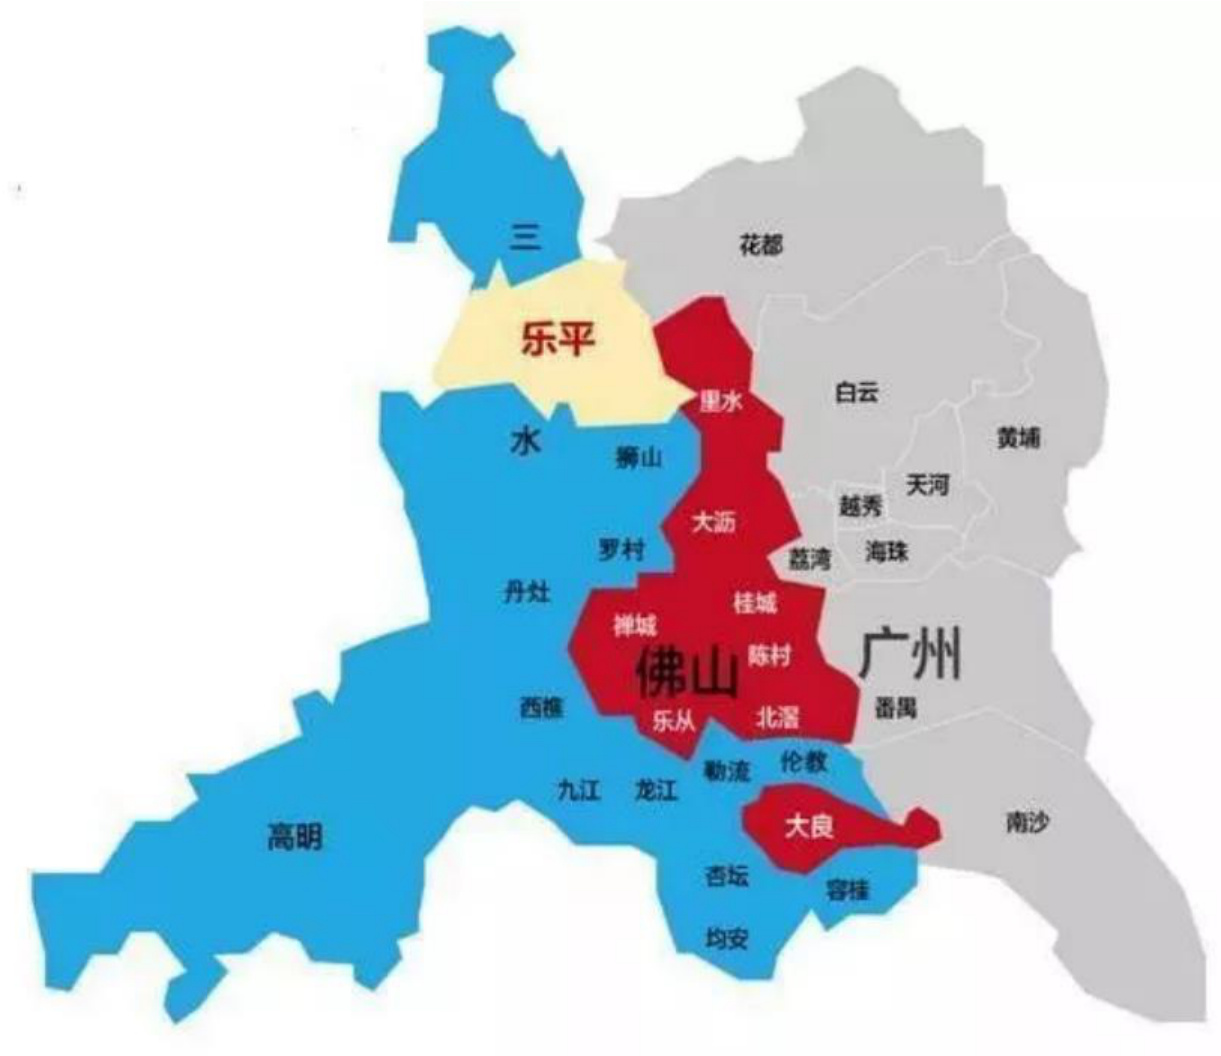 三
花都
乐平
里水
白云
水
狮山
黄埔
天河
越秀
大沥
罗村
荔湾
海珠
丹灶
桂城
禅城
佛山
陈村
广州
西樵
乐从
北滘
番禺
勒流
伦教
九江
龙江
大良
南沙
高明
杏坛
容桂
均安